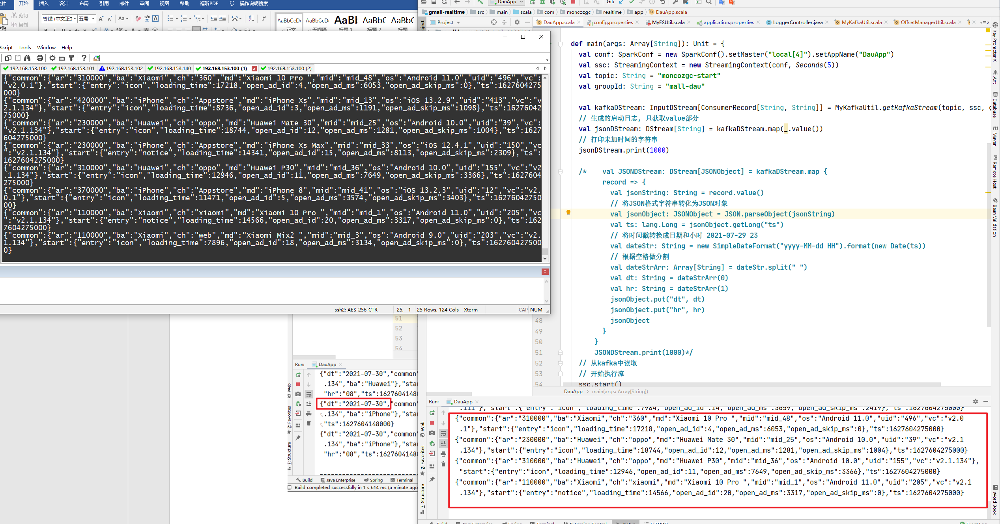 文件 开始 插入 设计 布局 引用 邮件 审阅 视图 帮助 福昕PDF 操作说明搜索
剪切
复制
等线 (中文正文 五号
AaBbCcDc AaBbCcDc AaBb AaBbC AaBbC
正文 无间隔 标题 1 标题 2 标题
Script Tools Window Help
192.168.153.100 192.168.153.101 192.168.153.102 192.168.153.140 192.168.153.100 (1) 192.168.153.100 (2)
{"common":{"ar":"310000","ba":"Xiaomi","ch":"360","md":"Xiaomi 10 Pro ","mid":"mid_48","os":"Android 11.0","uid":"496","vc":
"v2.0.1"},"start":{"entry":"icon","loading_time":17218,"open_ad_id":4,"open_ad_ms":6053,"open_ad_skip_ms":0},"ts":1627604275
000}
{"common":{"ar":"420000","ba":"iPhone","ch":"Appstore","md":"iPhone Xs","mid":"mid_13","os":"iOS 13.2.9","uid":"413","vc":"v
2.1.134"},"start":{"entry":"icon","loading_time":8736,"open_ad_id":3,"open_ad_ms":1191,"open_ad_skip_ms":1098},"ts":16276042
75000}
{"common":{"ar":"230000","ba":"Huawei","ch":"oppo","md":"Huawei Mate 30","mid":"mid_25","os":"Android 10.0","uid":"39","vc":
"v2.1.134"},"start":{"entry":"icon","loading_time":18744,"open_ad_id":12,"open_ad_ms":1281,"open_ad_skip_ms":1004},"ts":1627
604275000}
{"common":{"ar":"230000","ba":"iPhone","ch":"Appstore","md":"iPhone Xs Max","mid":"mid_33","os":"iOS 12.4.1","uid":"150","vc
":"v2.1.134"},"start":{"entry":"notice","loading_time":14341,"open_ad_id":15,"open_ad_ms":8113,"open_ad_skip_ms":2309},"ts":
1627604275000}
{"common":{"ar":"310000","ba":"Huawei","ch":"oppo","md":"Huawei P30","mid":"mid_36","os":"Android 10.0","uid":"155","vc":"v2
.1.134"},"start":{"entry":"icon","loading_time":12946,"open_ad_id":11,"open_ad_ms":7649,"open_ad_skip_ms":3366},"ts":1627604
275000}
{"common":{"ar":"370000","ba":"iPhone","ch":"Appstore","md":"iPhone 8","mid":"mid_41","os":"iOS 13.2.3","uid":"12","vc":"v2.
0.1"},"start":{"entry":"icon","loading_time":11471,"open_ad_id":5,"open_ad_ms":3574,"open_ad_skip_ms":3403},"ts":16276042750
00}
{"common":{"ar":"110000","ba":"Xiaomi","ch":"xiaomi","md":"Xiaomi 10 Pro ","mid":"mid_1","os":"Android 11.0","uid":"205","vc
":"v2.1.134"},"start":{"entry":"notice","loading_time":14566,"open_ad_id":20,"open_ad_ms":3317,"open_ad_skip_ms":0},"ts":162
7604275000}
{"common":{"ar":"110000","ba":"Xiaomi","ch":"web","md":"Xiaomi Mix2 ","mid":"mid_3","os":"Android 9.0","uid":"203","vc":"v2.
1.134"},"start":{"entry":"icon","loading_time":7896,"open_ad_id":18,"open_ad_ms":3134,"open_ad_skip_ms":0},"ts":162760427500
0}
ssh2: AES-256-CTR 25, 1 25 Rows, 124 Cols Xterm CAP NUM
51
52
53
54
Run: DauApp
{"dt":"2021-07-30","common"
.134","ba":"Huawei"},"star
"hr":"08","ts":16276041480
{"dt":"2021-07-30","common"
.134","ba":"iPhone"},"star
"ts":1627604148000}
{"dt":"2021-07-30","common"
.134","ba":"iPhone"},"star
"hr":"08","ts":16276041480
Web
2: Favorites
7: Structure
Build Java Enterprise Spring Terminal
Build completed successfully in 1 s 614 ms (a minute ago
DauApp Git:
gmall-realtime src main scala com moncozgc realtime app DauApp.scala
Project
DauApp.scala config.properties MyESUtil.scala application.properties LoggerController.java MyKafkaUtil.scala OffsetManagerUtil.scala
def main(args: Array[String]): Unit = {
val conf: SparkConf = new SparkConf().setMaster("local[4]").setAppName("DauApp")
val ssc: StreamingContext = new StreamingContext(conf, Seconds(5))
val topic: String = "moncozgc-start"
val groupId: String = "mall-dau"
val kafkaDStream: InputDStream[ConsumerRecord[String, String]] = MyKafkaUtil.getKafkaStream(topic, ssc, g
// 生成的启动日志, 只获取value部分
val jsonDStream: DStream[String] = kafkaDStream.map(_.value())
// 打印未加时间的字符串
jsonDStream.print(1000)
/* val JSONDStream: DStream[JSONObject] = kafkaDStream.map {
record => {
val jsonString: String = record.value()
// 将JSON格式字符串转化为JSON对象
val jsonObject: JSONObject = JSON.parseObject(jsonString)
val ts: lang.Long = jsonObject.getLong("ts")
// 将时间戳转换成日期和小时 2021-07-29 23
val dateStr: String = new SimpleDateFormat("yyyy-MM-dd HH").format(new Date(ts))
// 根据空格做分割
val dateStrArr: Array[String] = dateStr.split(" ")
val dt: String = dateStrArr(0)
val hr: String = dateStrArr(1)
jsonObject.put("dt", dt)
jsonObject.put("hr", hr)
48 jsonObject
49 }
50 }
51 JSONDStream.print(1000)*/
52 // 从kafka中读取
53 // 开始执行流
54 ssc.start()
DauApp main(args: Array[String])
Run: DauApp
.111"},"start":{"entry":"icon","loading_time":7984,"open_ad_id":14,"open_ad_ms":3659,"open_ad_skip_ms":2419},"ts":1627604275000}
{"common":{"ar":"310000","ba":"Xiaomi","ch":"360","md":"Xiaomi 10 Pro ","mid":"mid_48","os":"Android 11.0","uid":"496","vc":"v2.0
.1"},"start":{"entry":"icon","loading_time":17218,"open_ad_id":4,"open_ad_ms":6053,"open_ad_skip_ms":0},"ts":1627604275000}
{"common":{"ar":"230000","ba":"Huawei","ch":"oppo","md":"Huawei Mate 30","mid":"mid_25","os":"Android 10.0","uid":"39","vc":"v2.1
.134"},"start":{"entry":"icon","loading_time":18744,"open_ad_id":12,"open_ad_ms":1281,"open_ad_skip_ms":1004},"ts":1627604275000}
{"common":{"ar":"310000","ba":"Huawei","ch":"oppo","md":"Huawei P30","mid":"mid_36","os":"Android 10.0","uid":"155","vc":"v2.1.134"},
"start":{"entry":"icon","loading_time":12946,"open_ad_id":11,"open_ad_ms":7649,"open_ad_skip_ms":3366},"ts":1627604275000}
{"common":{"ar":"110000","ba":"Xiaomi","ch":"xiaomi","md":"Xiaomi 10 Pro ","mid":"mid_1","os":"Android 11.0","uid":"205","vc":"v2.1
.134"},"start":{"entry":"notice","loading_time":14566,"open_ad_id":20,"open_ad_ms":3317,"open_ad_skip_ms":0},"ts":1627604275000}
Web
2: Favorites
7: Structure
Key Promoter X
Ant
Database
Maven
Remote Host
Bean Validation
Word Book